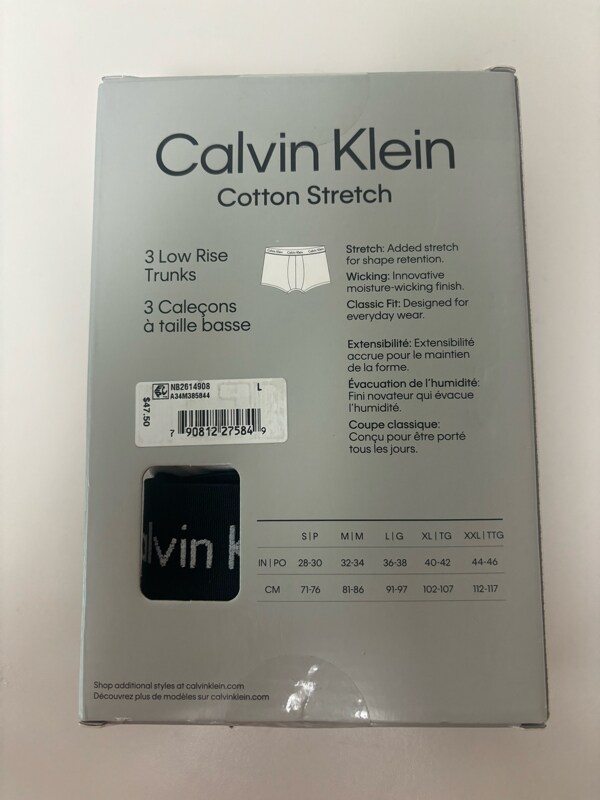 Calvin Klein
Cotton Stretch
3 Low Rise
Trunks
3 Caleçons
à taille basse
Stretch: Added stretch
for shape retention.
Wicking: Innovative
moisture-wicking finish.
Classic Fit: Designed for
everyday wear.
Extensibilité: Extensibilité
accrue pour le maintien
de la forme.
Évacuation de l'humidité:
Fini novateur qui évacue
l'humidité.
Coupe classique:
Conçu pour être porté
tous les jours.
NB2614908 L
A34M385844
$47.50
7 90812 27584 9
alvin K
S|P M|M L|G XL|TG XXL|TTG
IN|PO 28-30 32-34 36-38 40-42 44-46
CM 71-76 81-86 91-97 102-107 112-117
Shop additional styles at calvinklein.com
Découvrez plus de modèles sur calvinklein.com